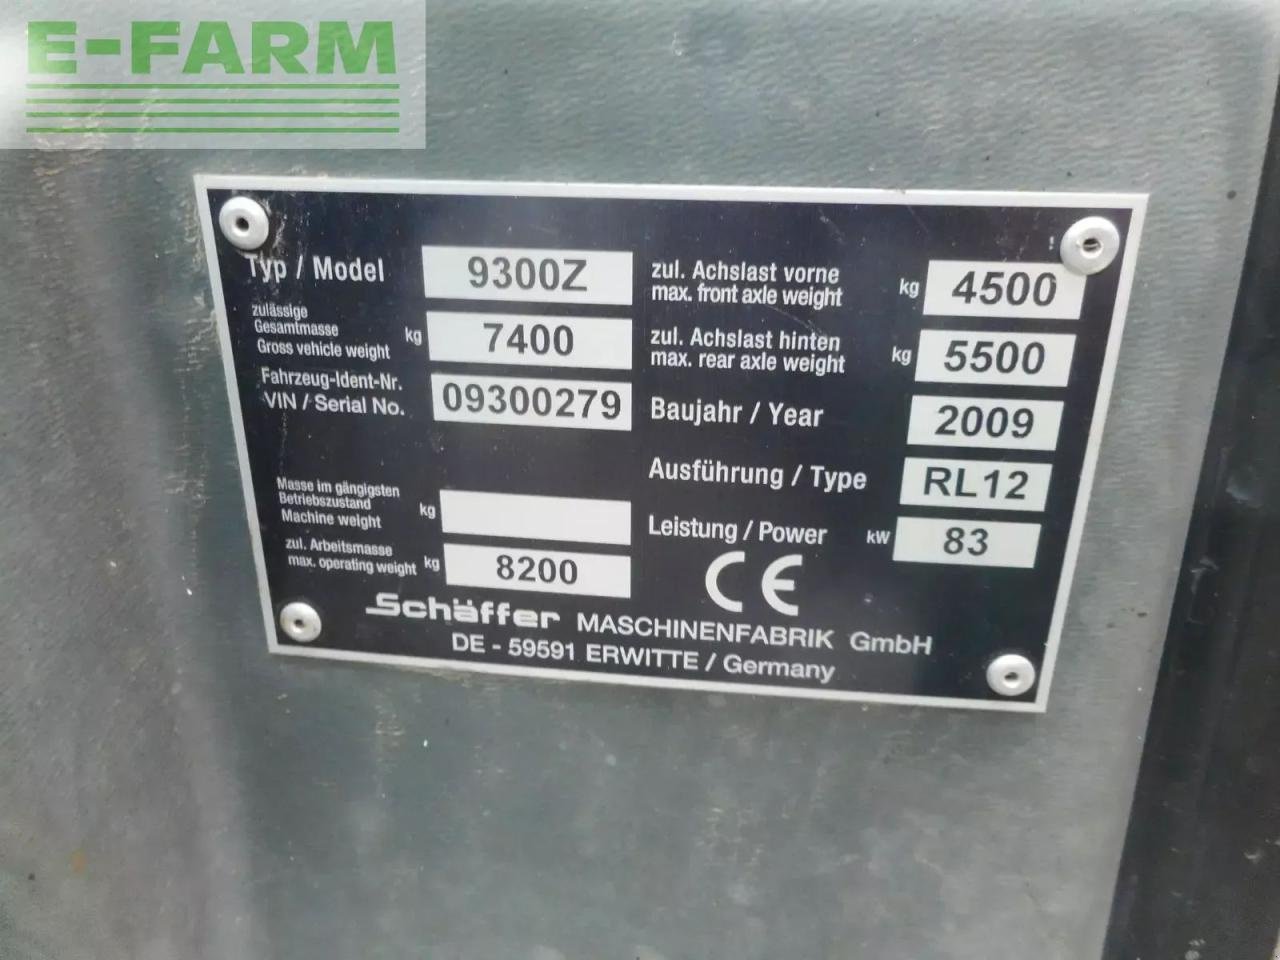 E-FARM
Typ / Model 9300Z
zulässige
Gesamtmasse
Gross vehicle weight kg 7400
Fahrzeug-Ident-Nr.
VIN / Serial No. 09300279
Masse im gängigsten
Betriebszustand
Machine weight kg
zul. Arbeitsmasse
max. operating weight kg 8200
zul. Achslast vorne
max. front axle weight kg 4500
zul. Achslast hinten
max. rear axle weight kg 5500
Baujahr / Year 2009
Ausführung / Type RL12
Leistung / Power kW 83
CE
Schäffer MASCHINENFABRIK GmbH
DE - 59591 ERWITTE / Germany